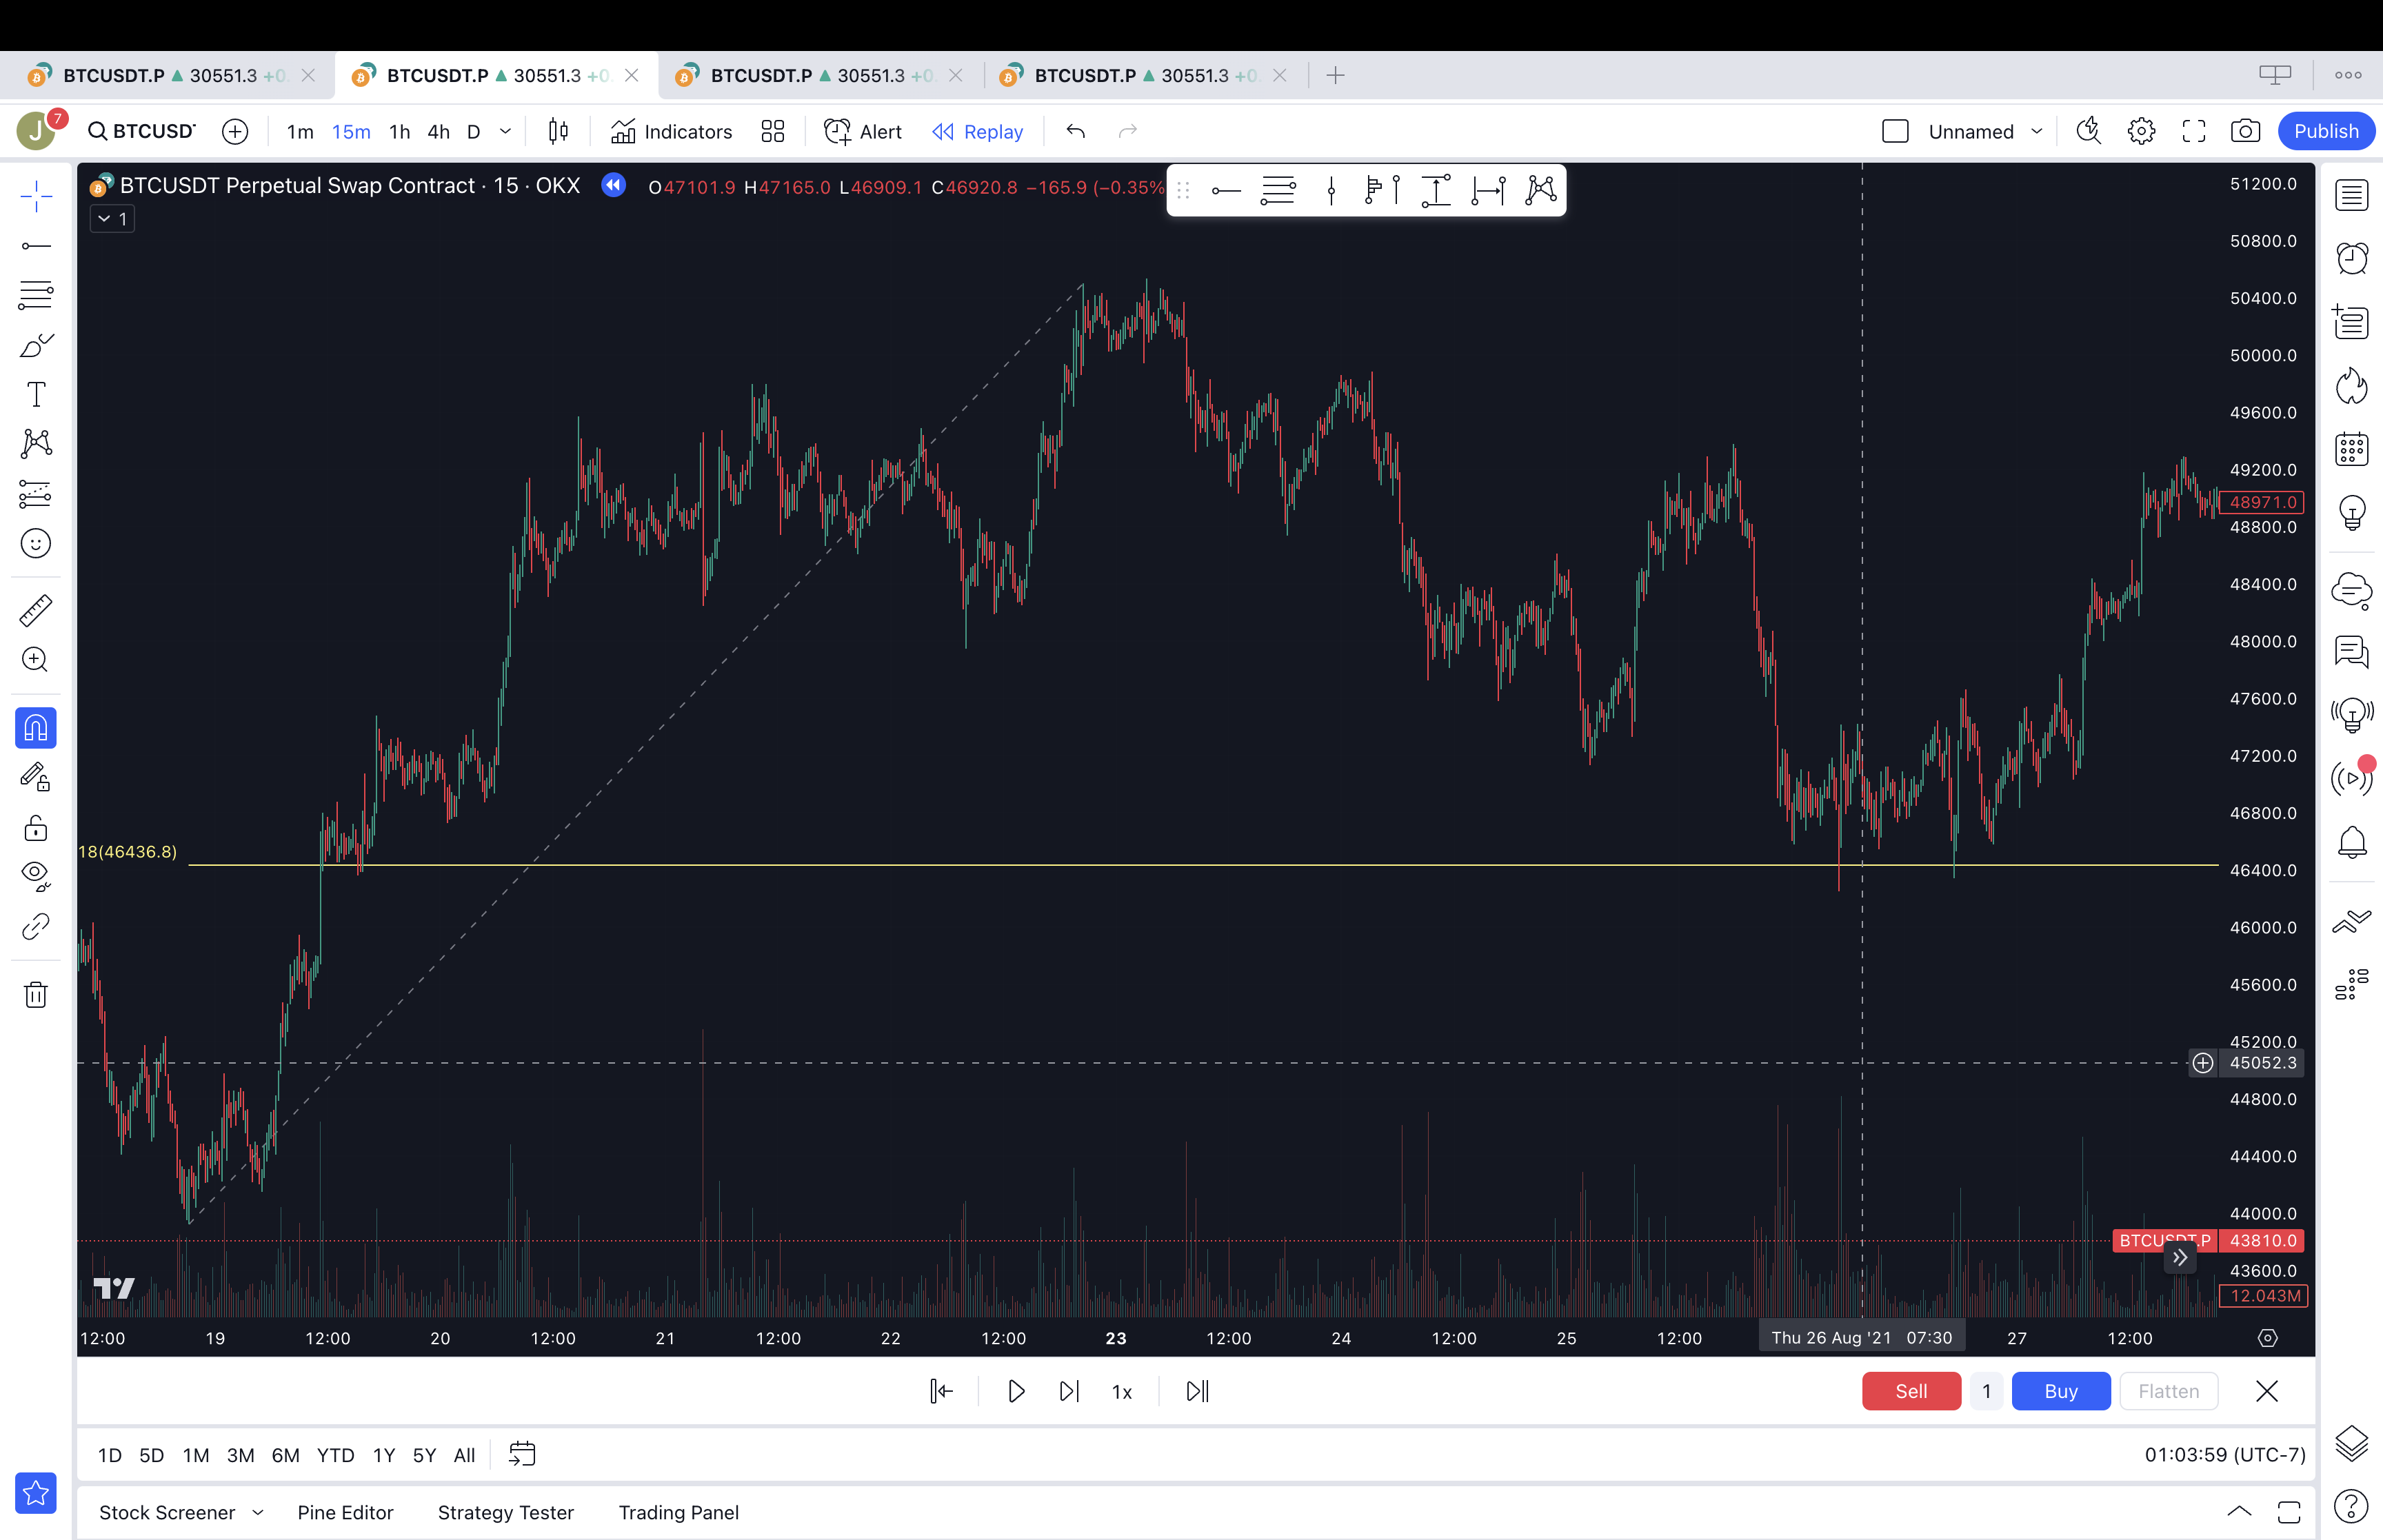 BTCUSDT.P ▲ 30551.3 +0. BTCUSDT.P ▲ 30551.3 +0. BTCUSDT.P ▲ 30551.3 +0. BTCUSDT.P ▲ 30551.3 +0.
J 7 BTCUSDT 1m 15m 1h 4h D Indicators Alert Replay Unnamed Publish
BTCUSDT Perpetual Swap Contract · 15 · OKX O47101.9 H47165.0 L46909.1 C46920.8 −165.9 (−0.35%
1
51200.0
50800.0
50400.0
50000.0
49600.0
49200.0
48971.0
48800.0
48400.0
48000.0
47600.0
47200.0
46800.0
18(46436.8)
46400.0
46000.0
45600.0
45200.0
45052.3
44800.0
44400.0
44000.0
BTCUSDT.P 43810.0
43600.0
12.043M
12:00 19 12:00 20 12:00 21 12:00 22 12:00 23 12:00 24 12:00 25 12:00 Thu 26 Aug '21 07:30 27 12:00
1x Sell 1 Buy Flatten
1D 5D 1M 3M 6M YTD 1Y 5Y All 01:03:59 (UTC-7)
Stock Screener Pine Editor Strategy Tester Trading Panel